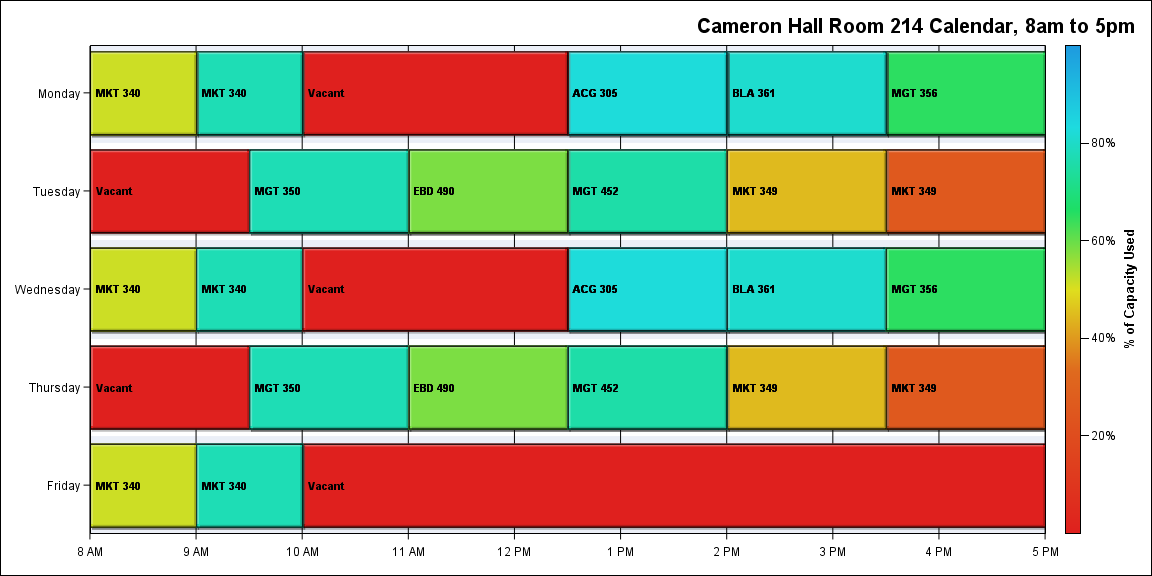 Cameron Hall Room 214 Calendar, 8am to 5pm
Monday MKT 340 MKT 340 Vacant ACG 305 BLA 361 MGT 356
80%
Tuesday Vacant MGT 350 EBD 490 MGT 452 MKT 349 MKT 349
60%
% of Capacity Used
Wednesday MKT 340 MKT 340 Vacant ACG 305 BLA 361 MGT 356
40%
Thursday Vacant MGT 350 EBD 490 MGT 452 MKT 349 MKT 349
20%
Friday MKT 340 MKT 340 Vacant
8 AM 9 AM 10 AM 11 AM 12 PM 1 PM 2 PM 3 PM 4 PM 5 PM